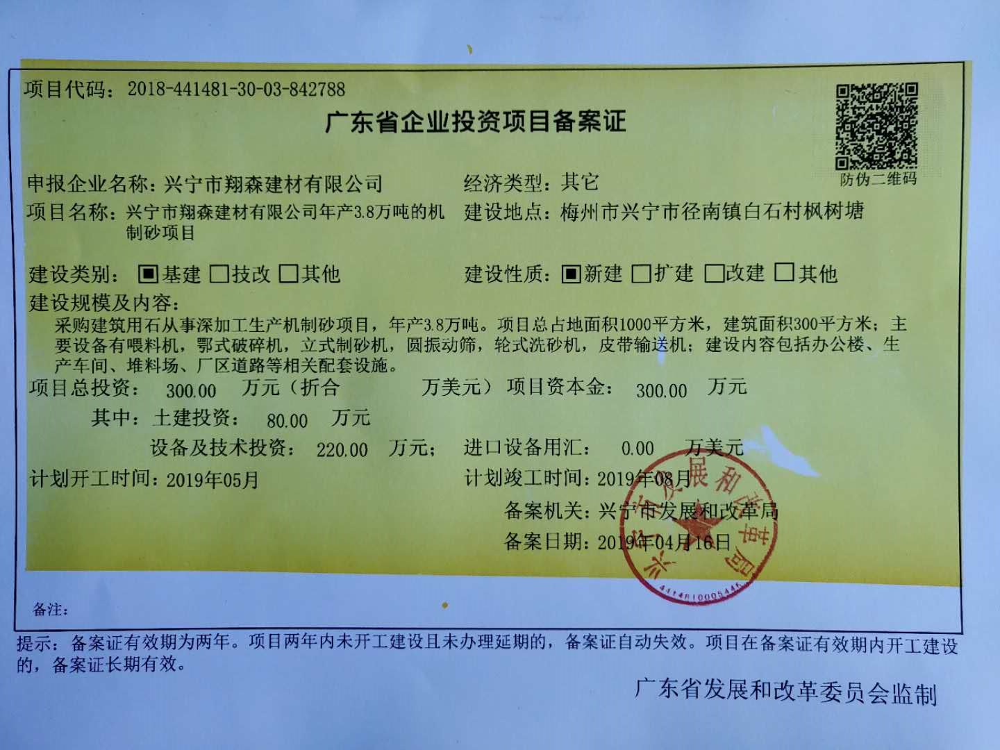 项目代码：2018-441481-30-03-842788
广东省企业投资项目备案证
防伪二维码
申报企业名称：兴宁市翔森建材有限公司 经济类型：其它
项目名称：兴宁市翔森建材有限公司年产3.8万吨的机 建设地点：梅州市兴宁市径南镇白石村枫树塘
制砂项目
建设类别：▣基建 □技改 □其他 建设性质：▣新建 □扩建 □改建 □其他
建设规模及内容：
采购建筑用石从事深加工生产机制砂项目，年产3.8万吨。项目总占地面积1000平方米，建筑面积300平方米；主
要设备有喂料机，鄂式破碎机，立式制砂机，圆振动筛，轮式洗砂机，皮带输送机；建设内容包括办公楼、生
产车间、堆料场、厂区道路等相关配套设施。
项目总投资： 300.00 万元（折合 万美元） 项目资本金： 300.00 万元
其中：土建投资： 80.00 万元
设备及技术投资： 220.00 万元； 进口设备用汇： 0.00 万美元
计划开工时间：2019年05月 计划竣工时间：2019年08月
备案机关：兴宁市发展和改革局
备案日期：2019年04月16日
兴宁市发展和改革局
备注：
提示：备案证有效期为两年。项目两年内未开工建设且未办理延期的，备案证自动失效。项目在备案证有效期内开工建设
的，备案证长期有效。
广东省发展和改革委员会监制